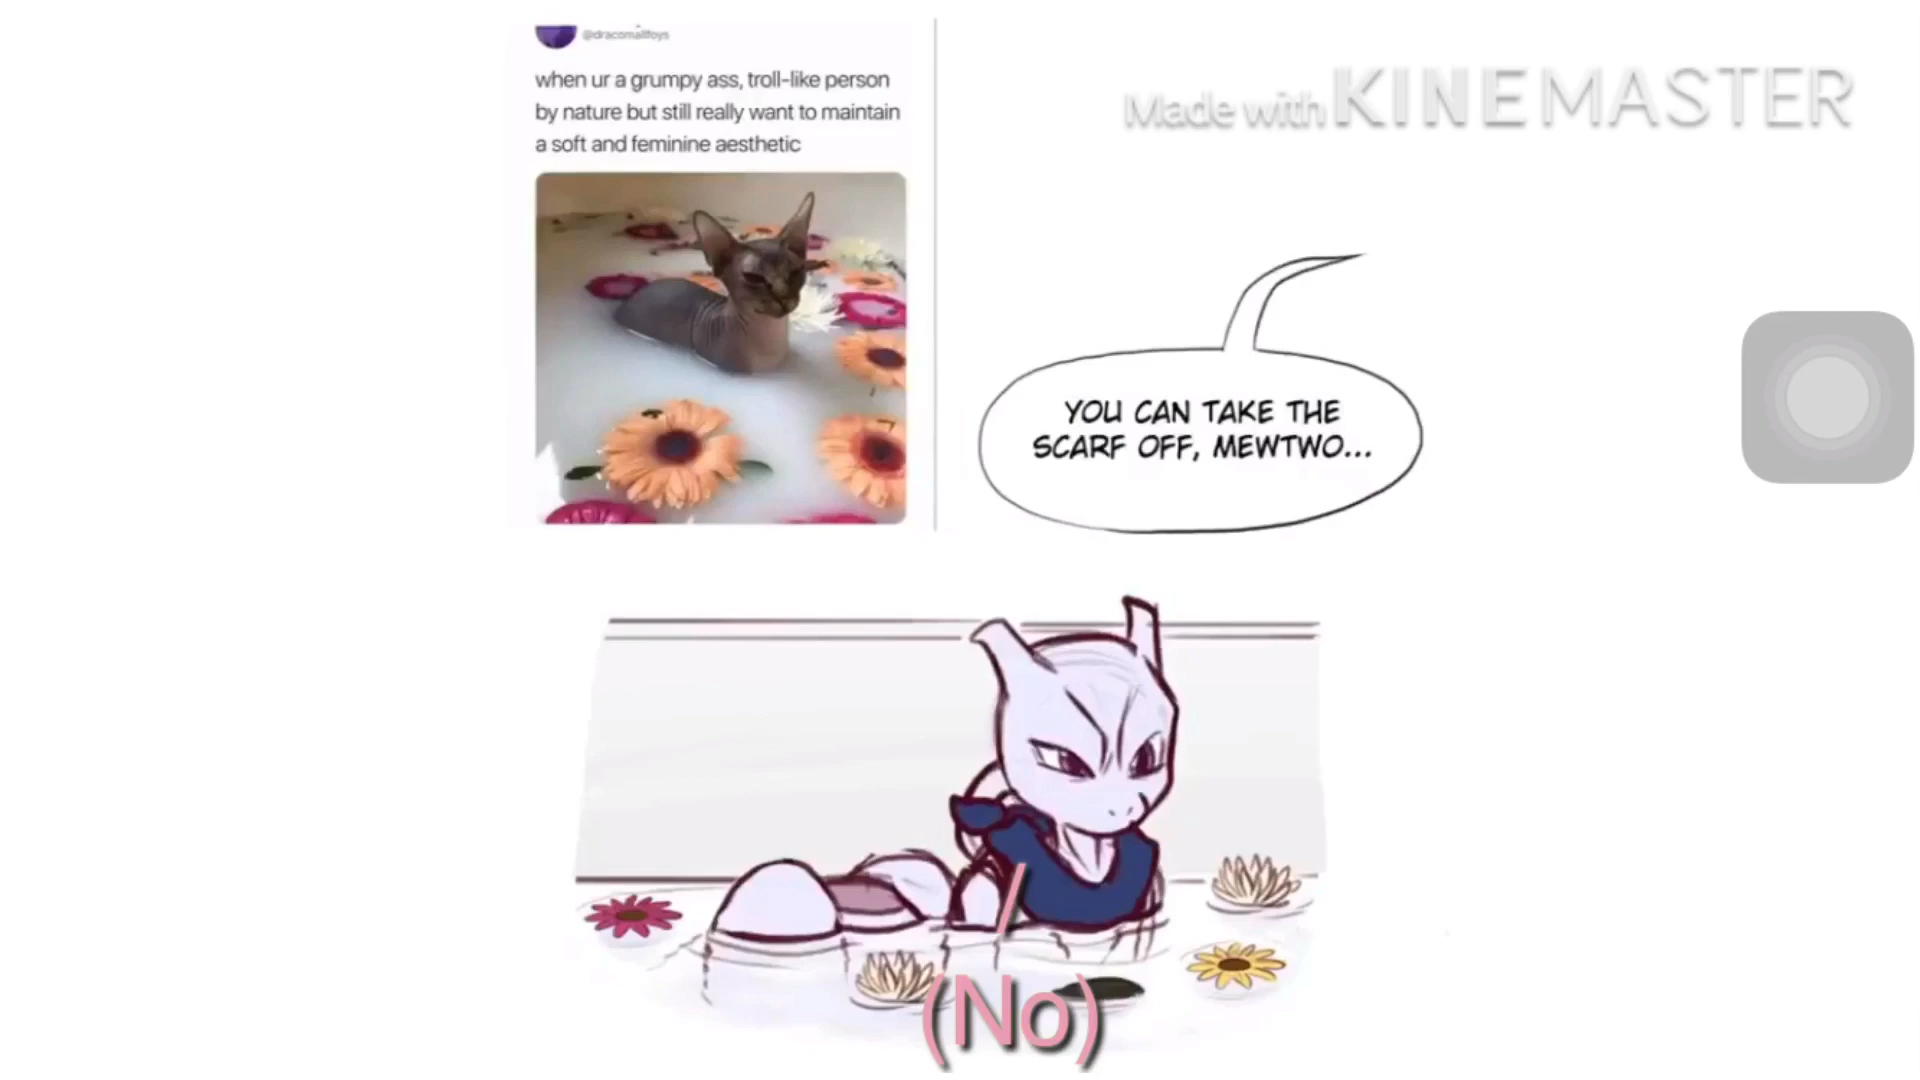 @dracomalfoys
when ur a grumpy ass, troll-like person
by nature but still really want to maintain
a soft and feminine aesthetic
Made with KINEMASTER
YOU CAN TAKE THE
SCARF OFF, MEWTWO...
(No)